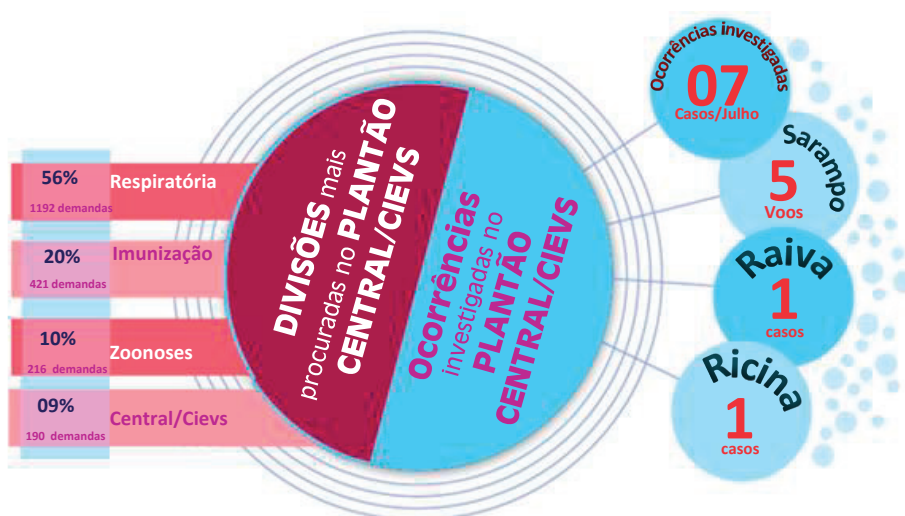 56%
Respiratória
1192 demandas
20%
Imunização
421 demandas
10%
Zoonoses
216 demandas
09%
Central/Cievs
190 demandas
DIVISÕES mais
procuradas no PLANTÃO
CENTRAL/CIEVS
Ocorrências
investigadas no
PLANTÃO
CENTRAL/CIEVS
Ocorrências investigadas
07
Casos/Julho
Sarampo
5
Voos
Raiva
1
casos
Ricina
1
casos